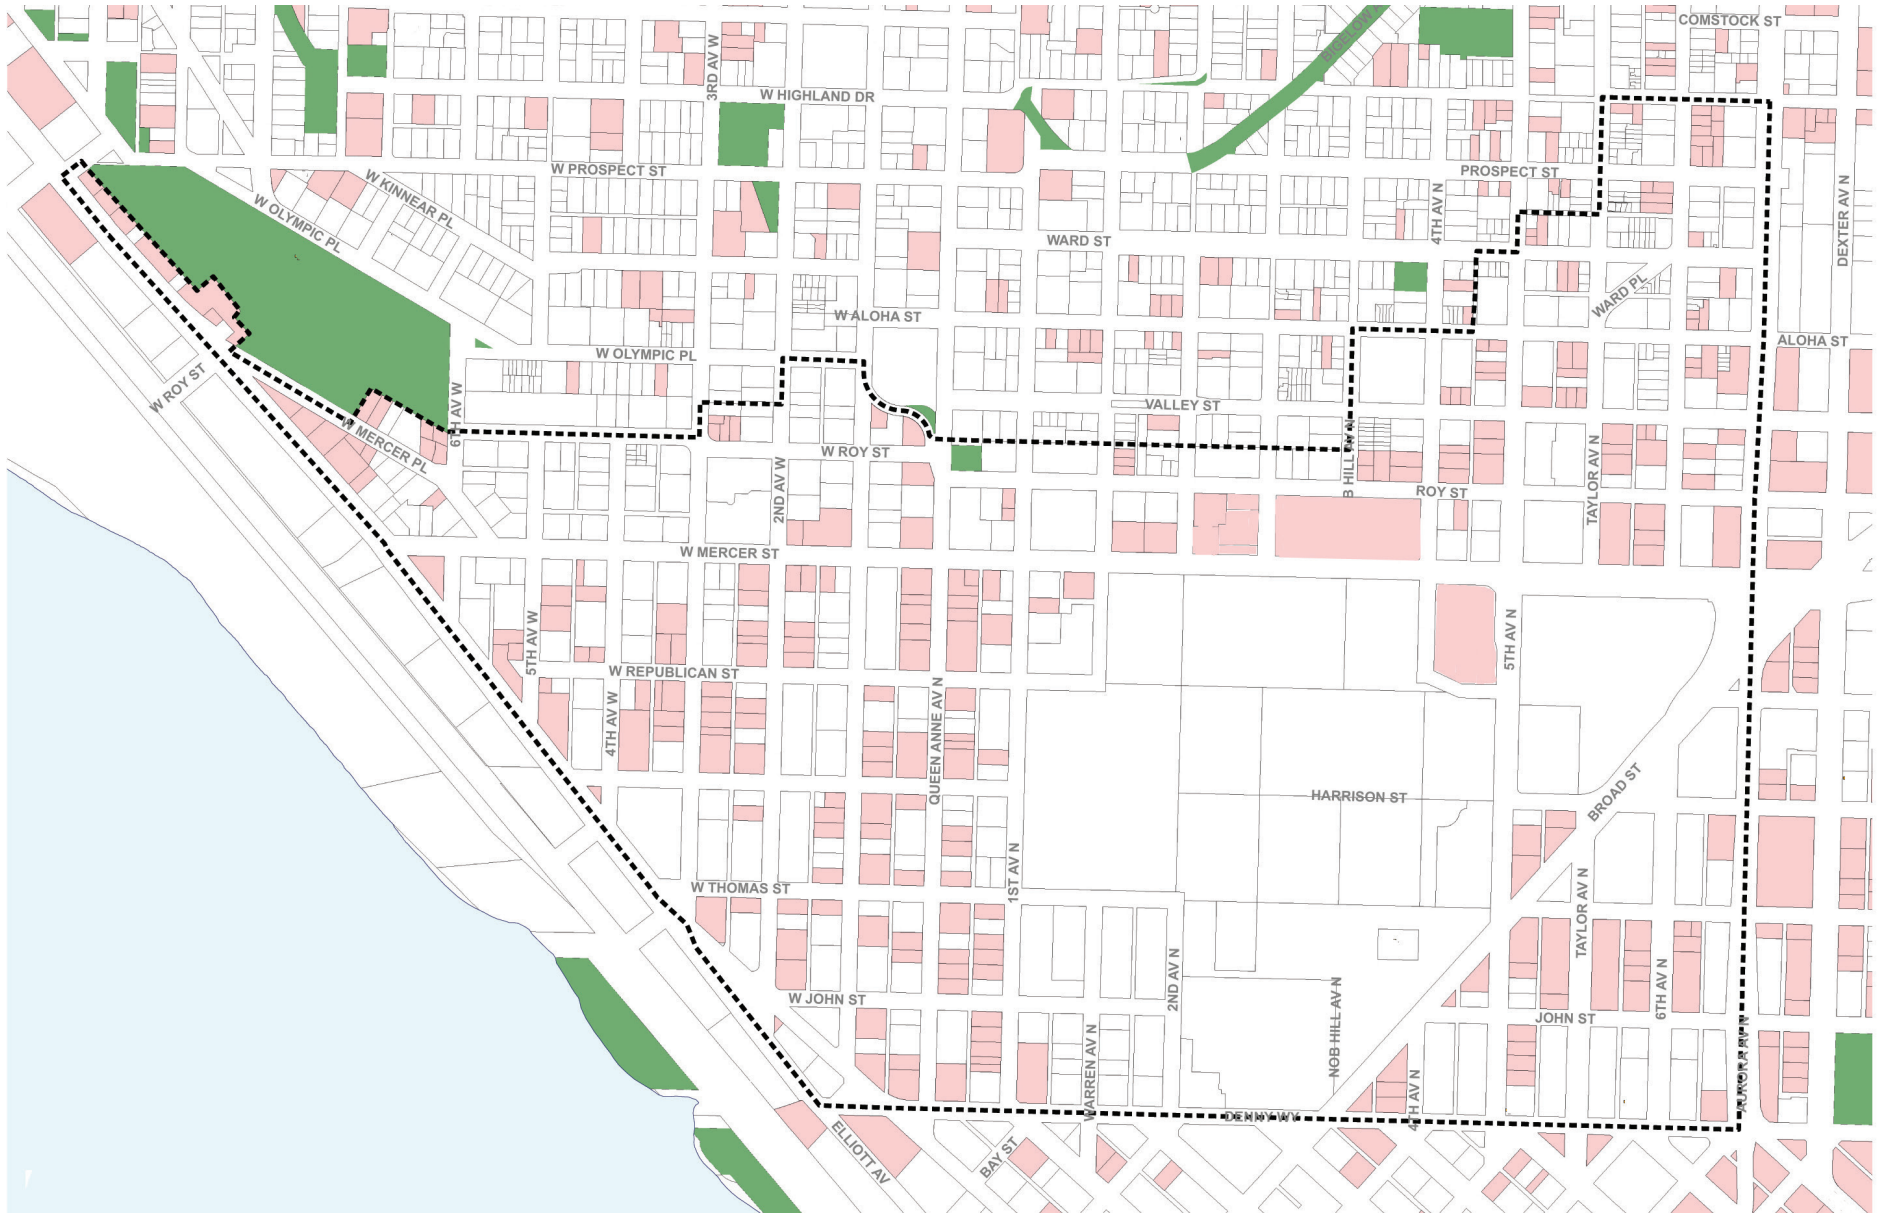 COMSTOCK ST
3RD AV W
W HIGHLAND DR
W PROSPECT ST
PROSPECT ST
W KINNEAR PL
W OLYMPIC PL
4TH AV N
DEXTER AV N
WARD ST
WARD PL
W ALOHA ST
ALOHA ST
W OLYMPIC PL
W ROY ST
6TH AV W
VALLEY ST
W MERCER PL
W ROY ST
2ND AV W
B HILL AV N
ROY ST
TAYLOR AV N
W MERCER ST
5TH AV W
5TH AV N
W REPUBLICAN ST
4TH AV W
QUEEN ANNE AV N
HARRISON ST
BROAD ST
1ST AV N
W THOMAS ST
TAYLOR AV N
2ND AV N
6TH AV N
W JOHN ST
NOB HILL AV N
JOHN ST
WARREN AV N
4TH AV N
AURORA AV N
DENNY WY
ELLIOTT AV
BAY ST